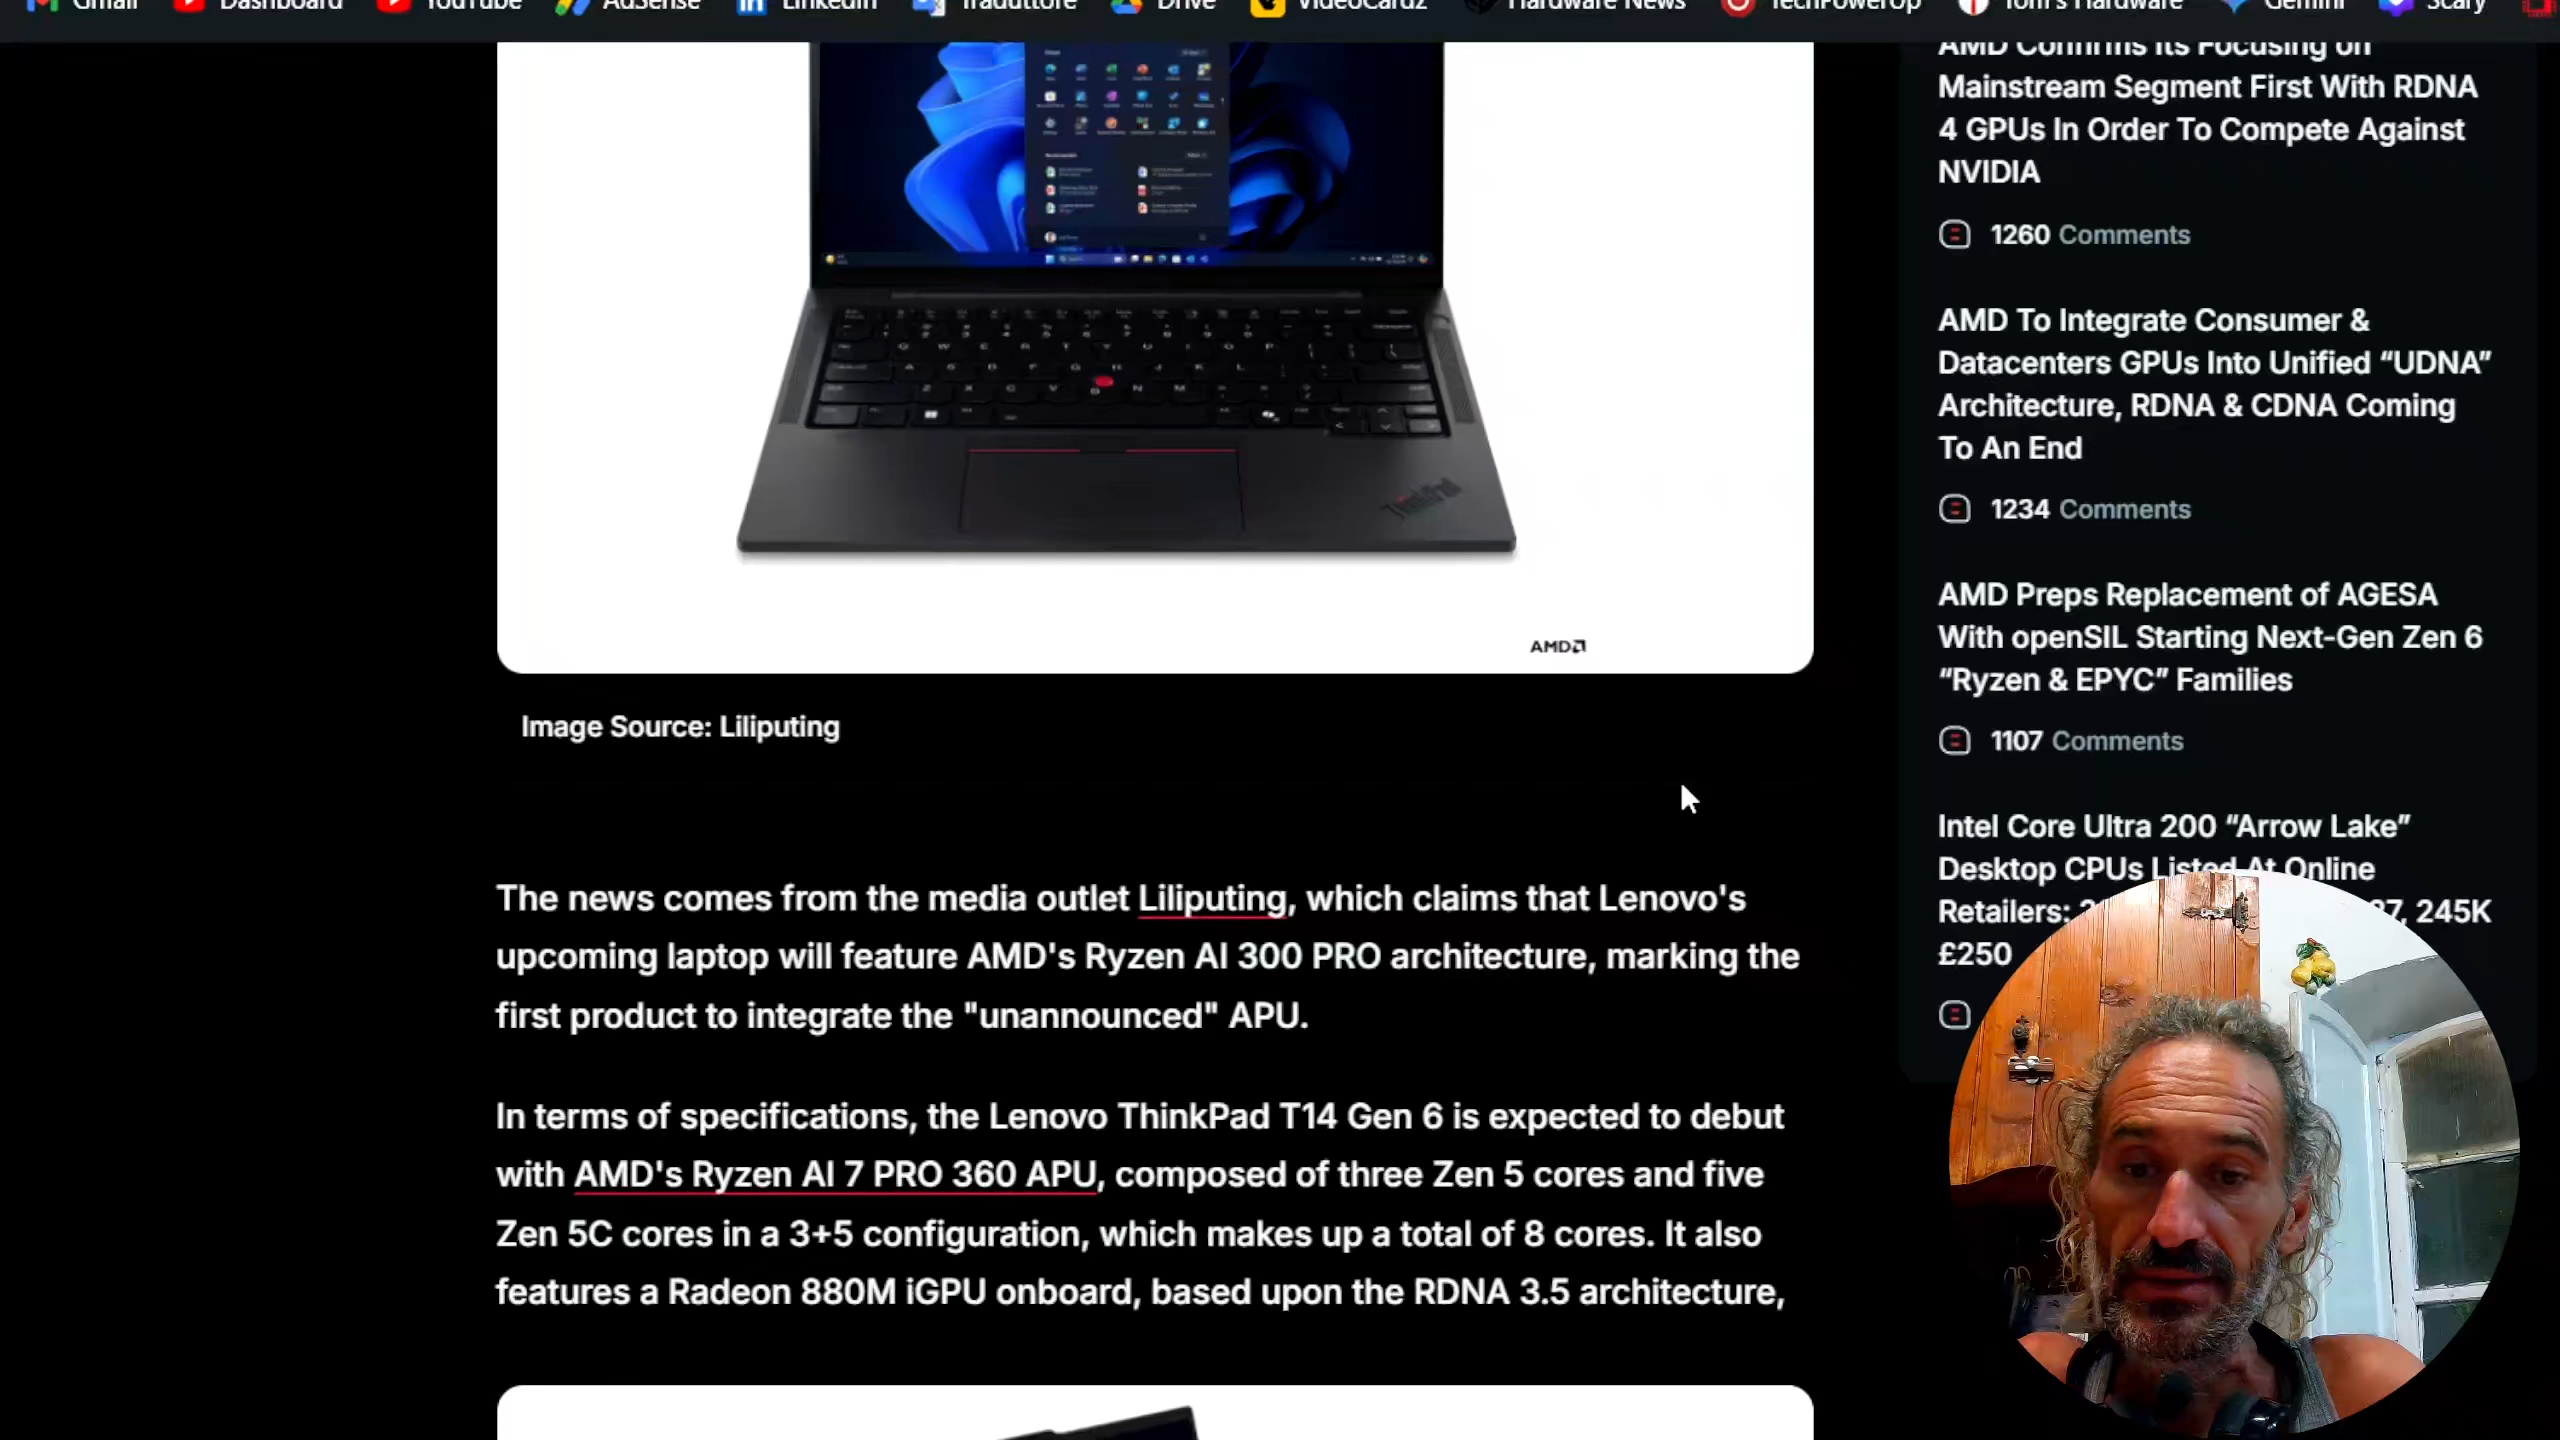 Gmail Dashboard YouTube AdSense LinkedIn Traduttore Drive VideoCardz Hardware News TechPowerUp Tom's Hardware Gemini Scary
AMD Confirms Its Focusing on
Mainstream Segment First With RDNA
4 GPUs In Order To Compete Against
NVIDIA
1260 Comments
AMD To Integrate Consumer &
Datacenters GPUs Into Unified “UDNA”
Architecture, RDNA & CDNA Coming
To An End
1234 Comments
AMD Preps Replacement of AGESA
With openSIL Starting Next-Gen Zen 6
“Ryzen & EPYC” Families
1107 Comments
Intel Core Ultra 200 “Arrow Lake”
Desktop CPUs Listed At Online
Retailers: 245K
£250
ThinkPad
AMD
Image Source: Liliputing
The news comes from the media outlet Liliputing, which claims that Lenovo's
upcoming laptop will feature AMD's Ryzen AI 300 PRO architecture, marking the
first product to integrate the "unannounced" APU.
In terms of specifications, the Lenovo ThinkPad T14 Gen 6 is expected to debut
with AMD's Ryzen AI 7 PRO 360 APU, composed of three Zen 5 cores and five
Zen 5C cores in a 3+5 configuration, which makes up a total of 8 cores. It also
features a Radeon 880M iGPU onboard, based upon the RDNA 3.5 architecture,